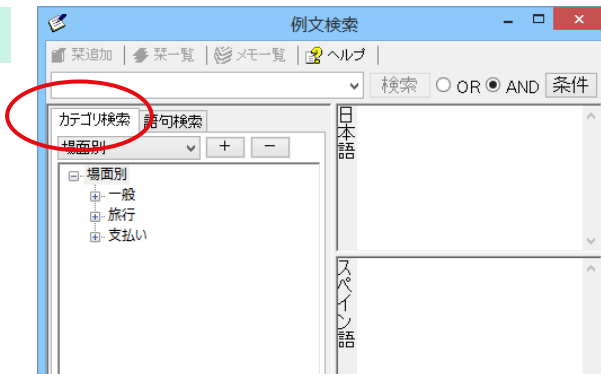 例文検索
栞追加 栞一覧 メモ一覧 ヘルプ
検索 OR AND 条件
カテゴリ検索 語句検索
場面別
+ −
場面別
一般
旅行
支払い
日本語
スペイン語